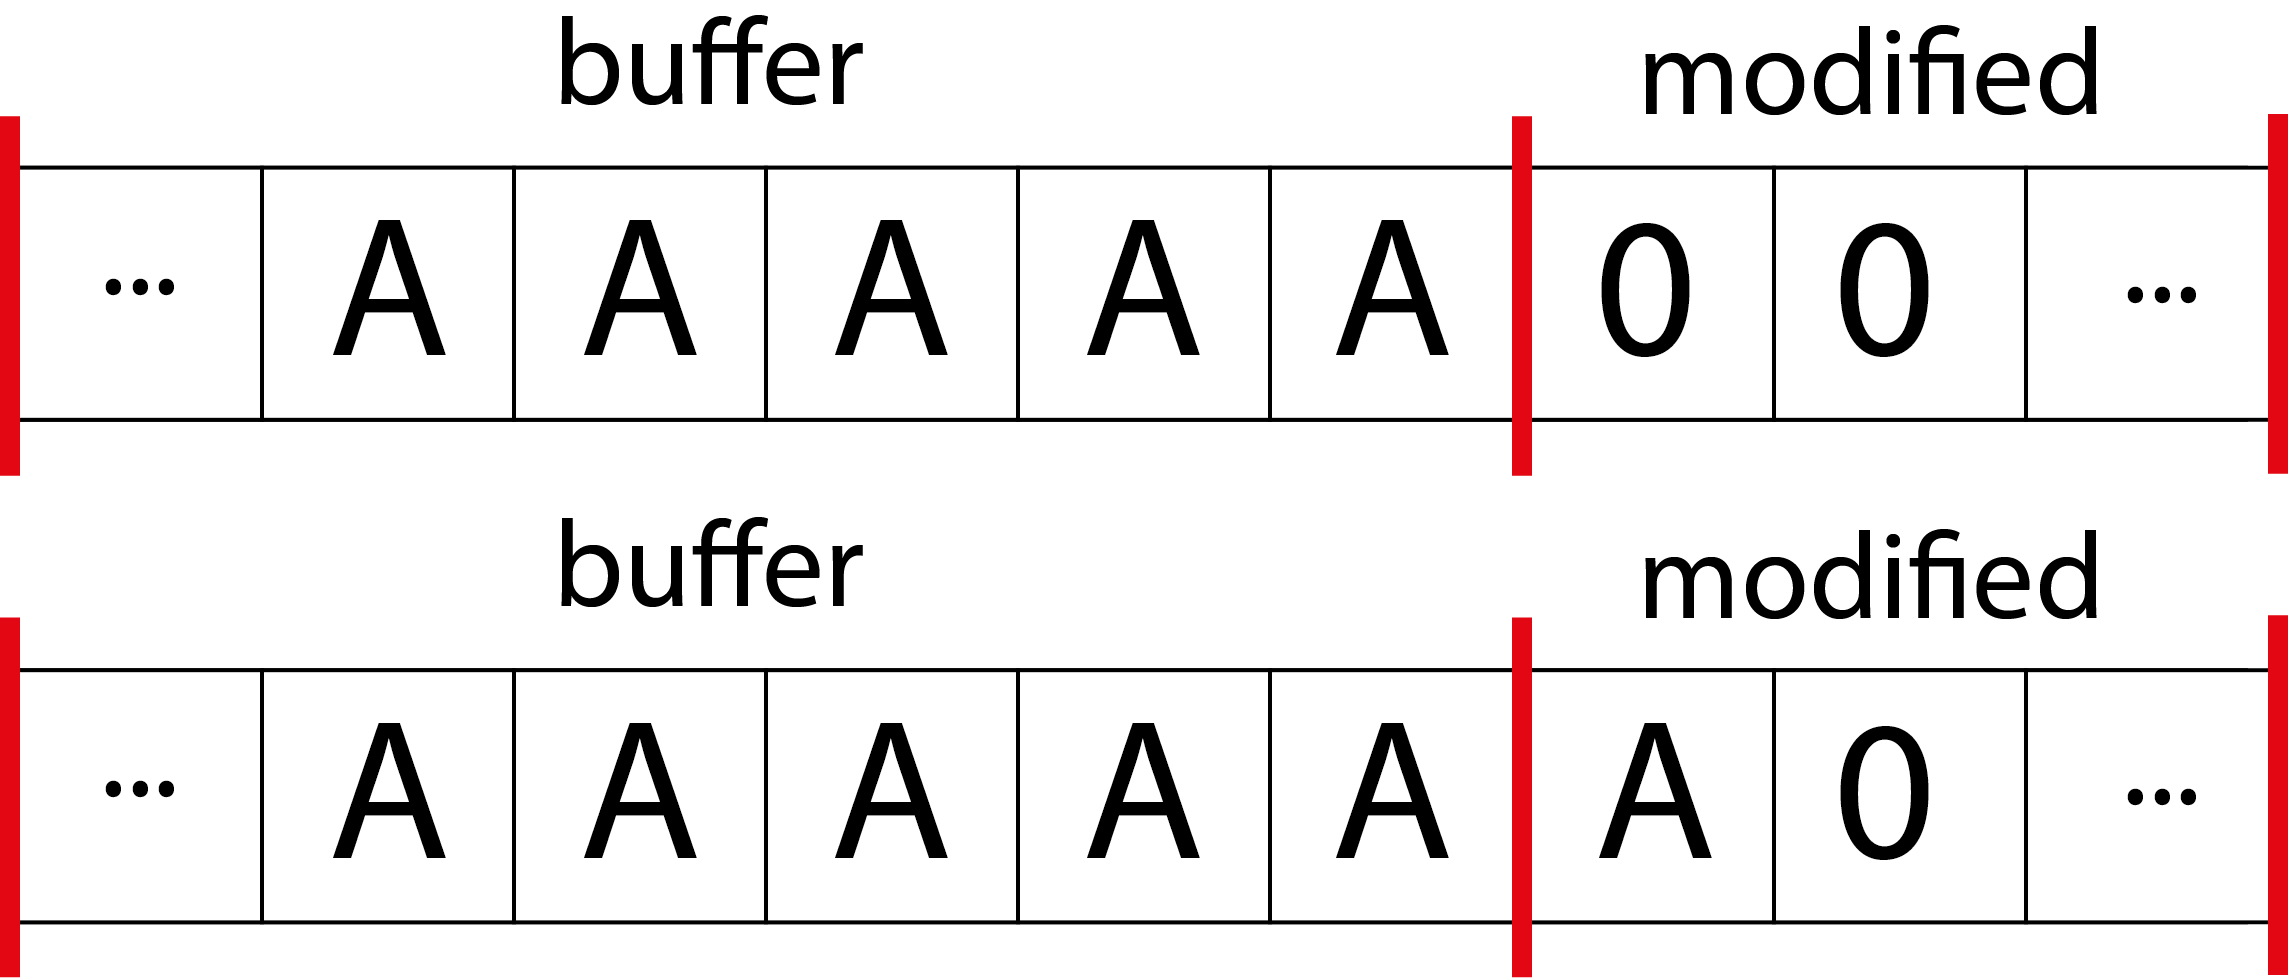 buffer modified
... A A A A A 0 0 ...
buffer modified
... A A A A A A 0 ...